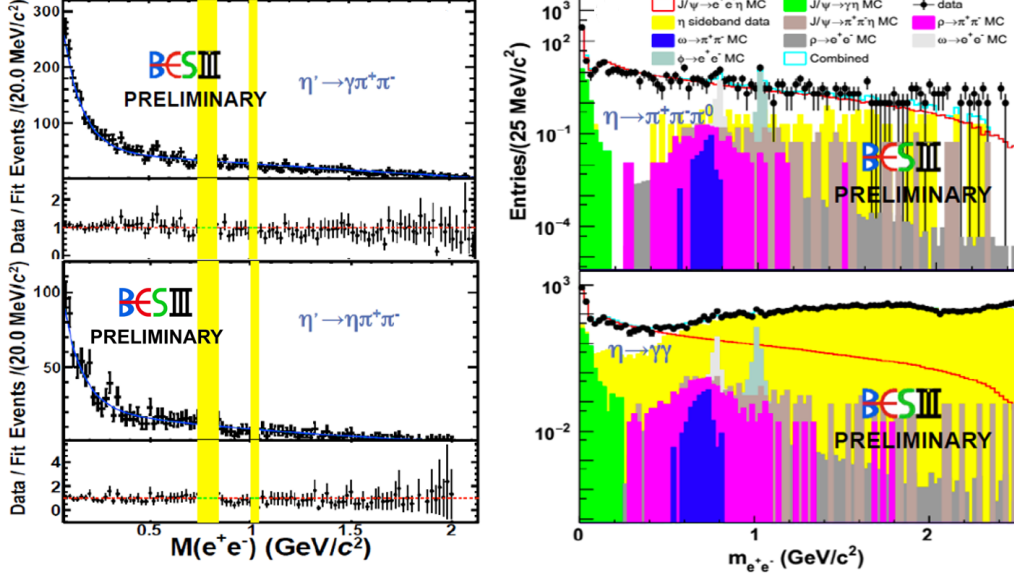 Events /(20.0 MeV/c²)
300
200
100
BESIII
PRELIMINARY
η′→γπ⁺π⁻
Data / Fit
2
1
0
Events /(20.0 MeV/c²)
100
50
BESIII
PRELIMINARY
η′→ηπ⁺π⁻
Data / Fit
4
2
0
0.5
1
1.5
2
M(e⁺e⁻) (GeV/c²)
Entries/(25 MeV/c²)
10³
10²
10⁻¹
10⁻⁴
J/ψ→e⁻e η MC
J/ψ→γη MC
data
η sideband data
J/ψ→π⁺π⁻η MC
ρ→π⁺π⁻ MC
ω→π⁺π⁻ MC
ρ→e⁺e⁻ MC
ω→e⁺e⁻ MC
ϕ→e⁺e⁻ MC
Combined
η→π⁺π⁻π⁰
BESIII
PRELIMINARY
10³
10⁻²
η→γγ
BESIII
PRELIMINARY
0
1
2
m_e⁺e⁻ (GeV/c²)